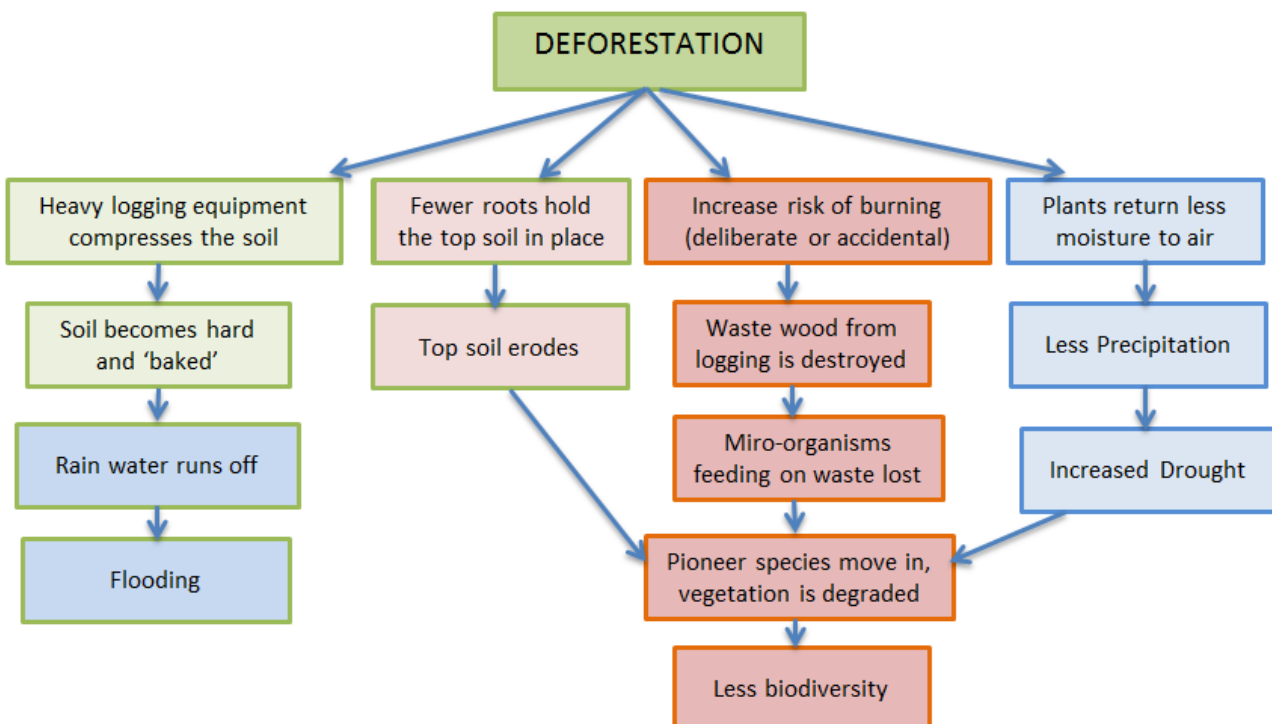 DEFORESTATION
Heavy logging equipment
compresses the soil
Fewer roots hold
the top soil in place
Increase risk of burning
(deliberate or accidental)
Plants return less
moisture to air
Soil becomes hard
and ‘baked’
Top soil erodes
Waste wood from
logging is destroyed
Less Precipitation
Rain water runs off
Miro-organisms
feeding on waste lost
Increased Drought
Flooding
Pioneer species move in,
vegetation is degraded
Less biodiversity